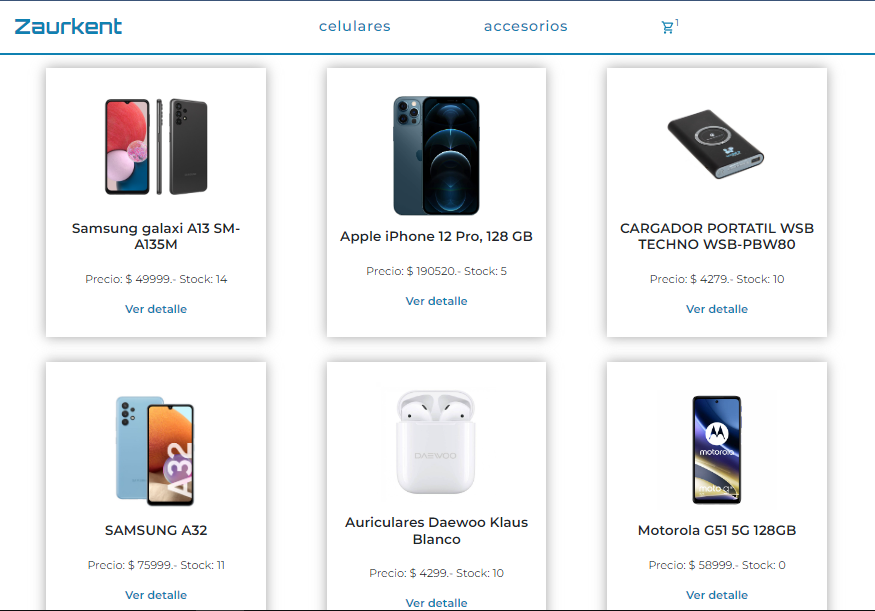 Zaurkent
celulares
accesorios
1
Samsung galaxi A13 SM-
A135M
Precio: $ 49999.- Stock: 14
Ver detalle
Apple iPhone 12 Pro, 128 GB
Precio: $ 190520.- Stock: 5
Ver detalle
CARGADOR PORTATIL WSB
TECHNO WSB-PBW80
Precio: $ 4279.- Stock: 10
Ver detalle
A32
SAMSUNG A32
Precio: $ 75999.- Stock: 11
Ver detalle
DAEWOO
Auriculares Daewoo Klaus
Blanco
Precio: $ 4299.- Stock: 10
Ver detalle
motorola
Motorola G51 5G 128GB
Precio: $ 58999.- Stock: 0
Ver detalle